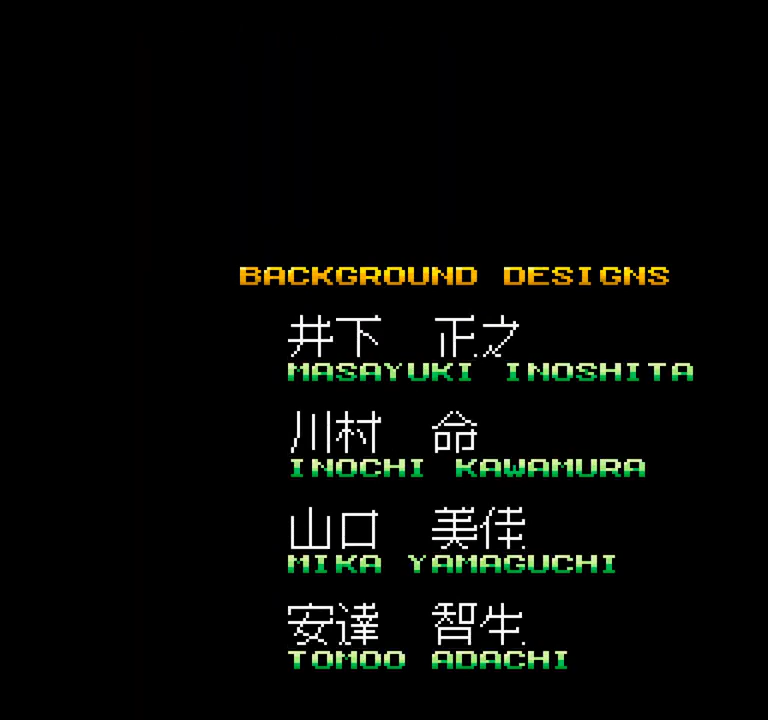 BACKGROUND DESIGNS
井下　正之
MASAYUKI INOSHITA
川村　命
INOCHI KAWAMURA
山口　美佳
MIKA YAMAGUCHI
安達　智生
TOMOO ADACHI